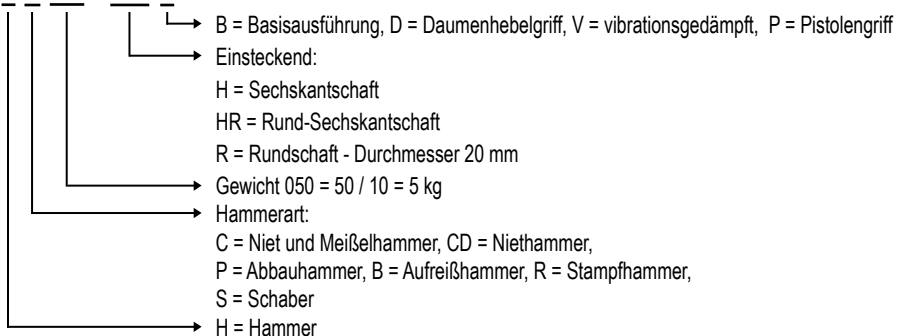 B = Basisausführung, D = Daumenhebelgriff, V = vibrationsgedämpft, P = Pistolengriff
Einsteckend:
H = Sechskantschaft
HR = Rund-Sechskantschaft
R = Rundschaft - Durchmesser 20 mm
Gewicht 050 = 50 / 10 = 5 kg
Hammerart:
C = Niet und Meißelhammer, CD = Niethammer,
P = Abbauhammer, B = Aufreißhammer, R = Stampfhammer,
S = Schaber
H = Hammer